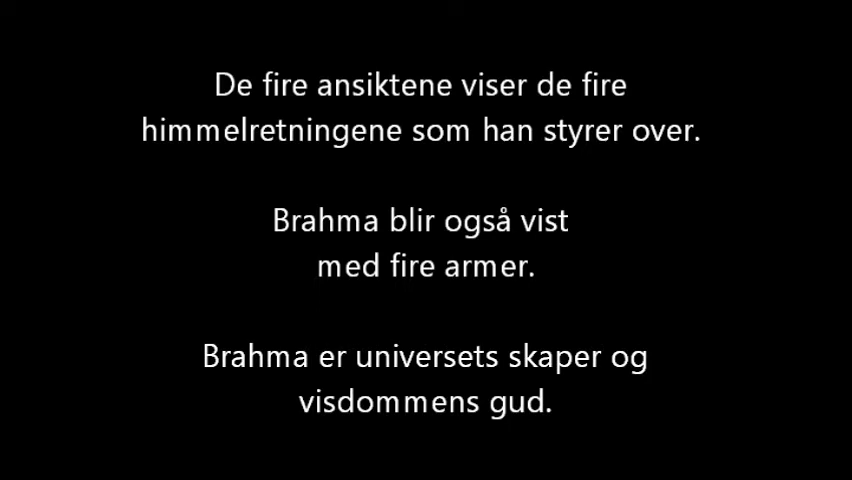 De fire ansiktene viser de fire
himmelretningene som han styrer over.
Brahma blir også vist
med fire armer.
Brahma er universets skaper og
visdommens gud.